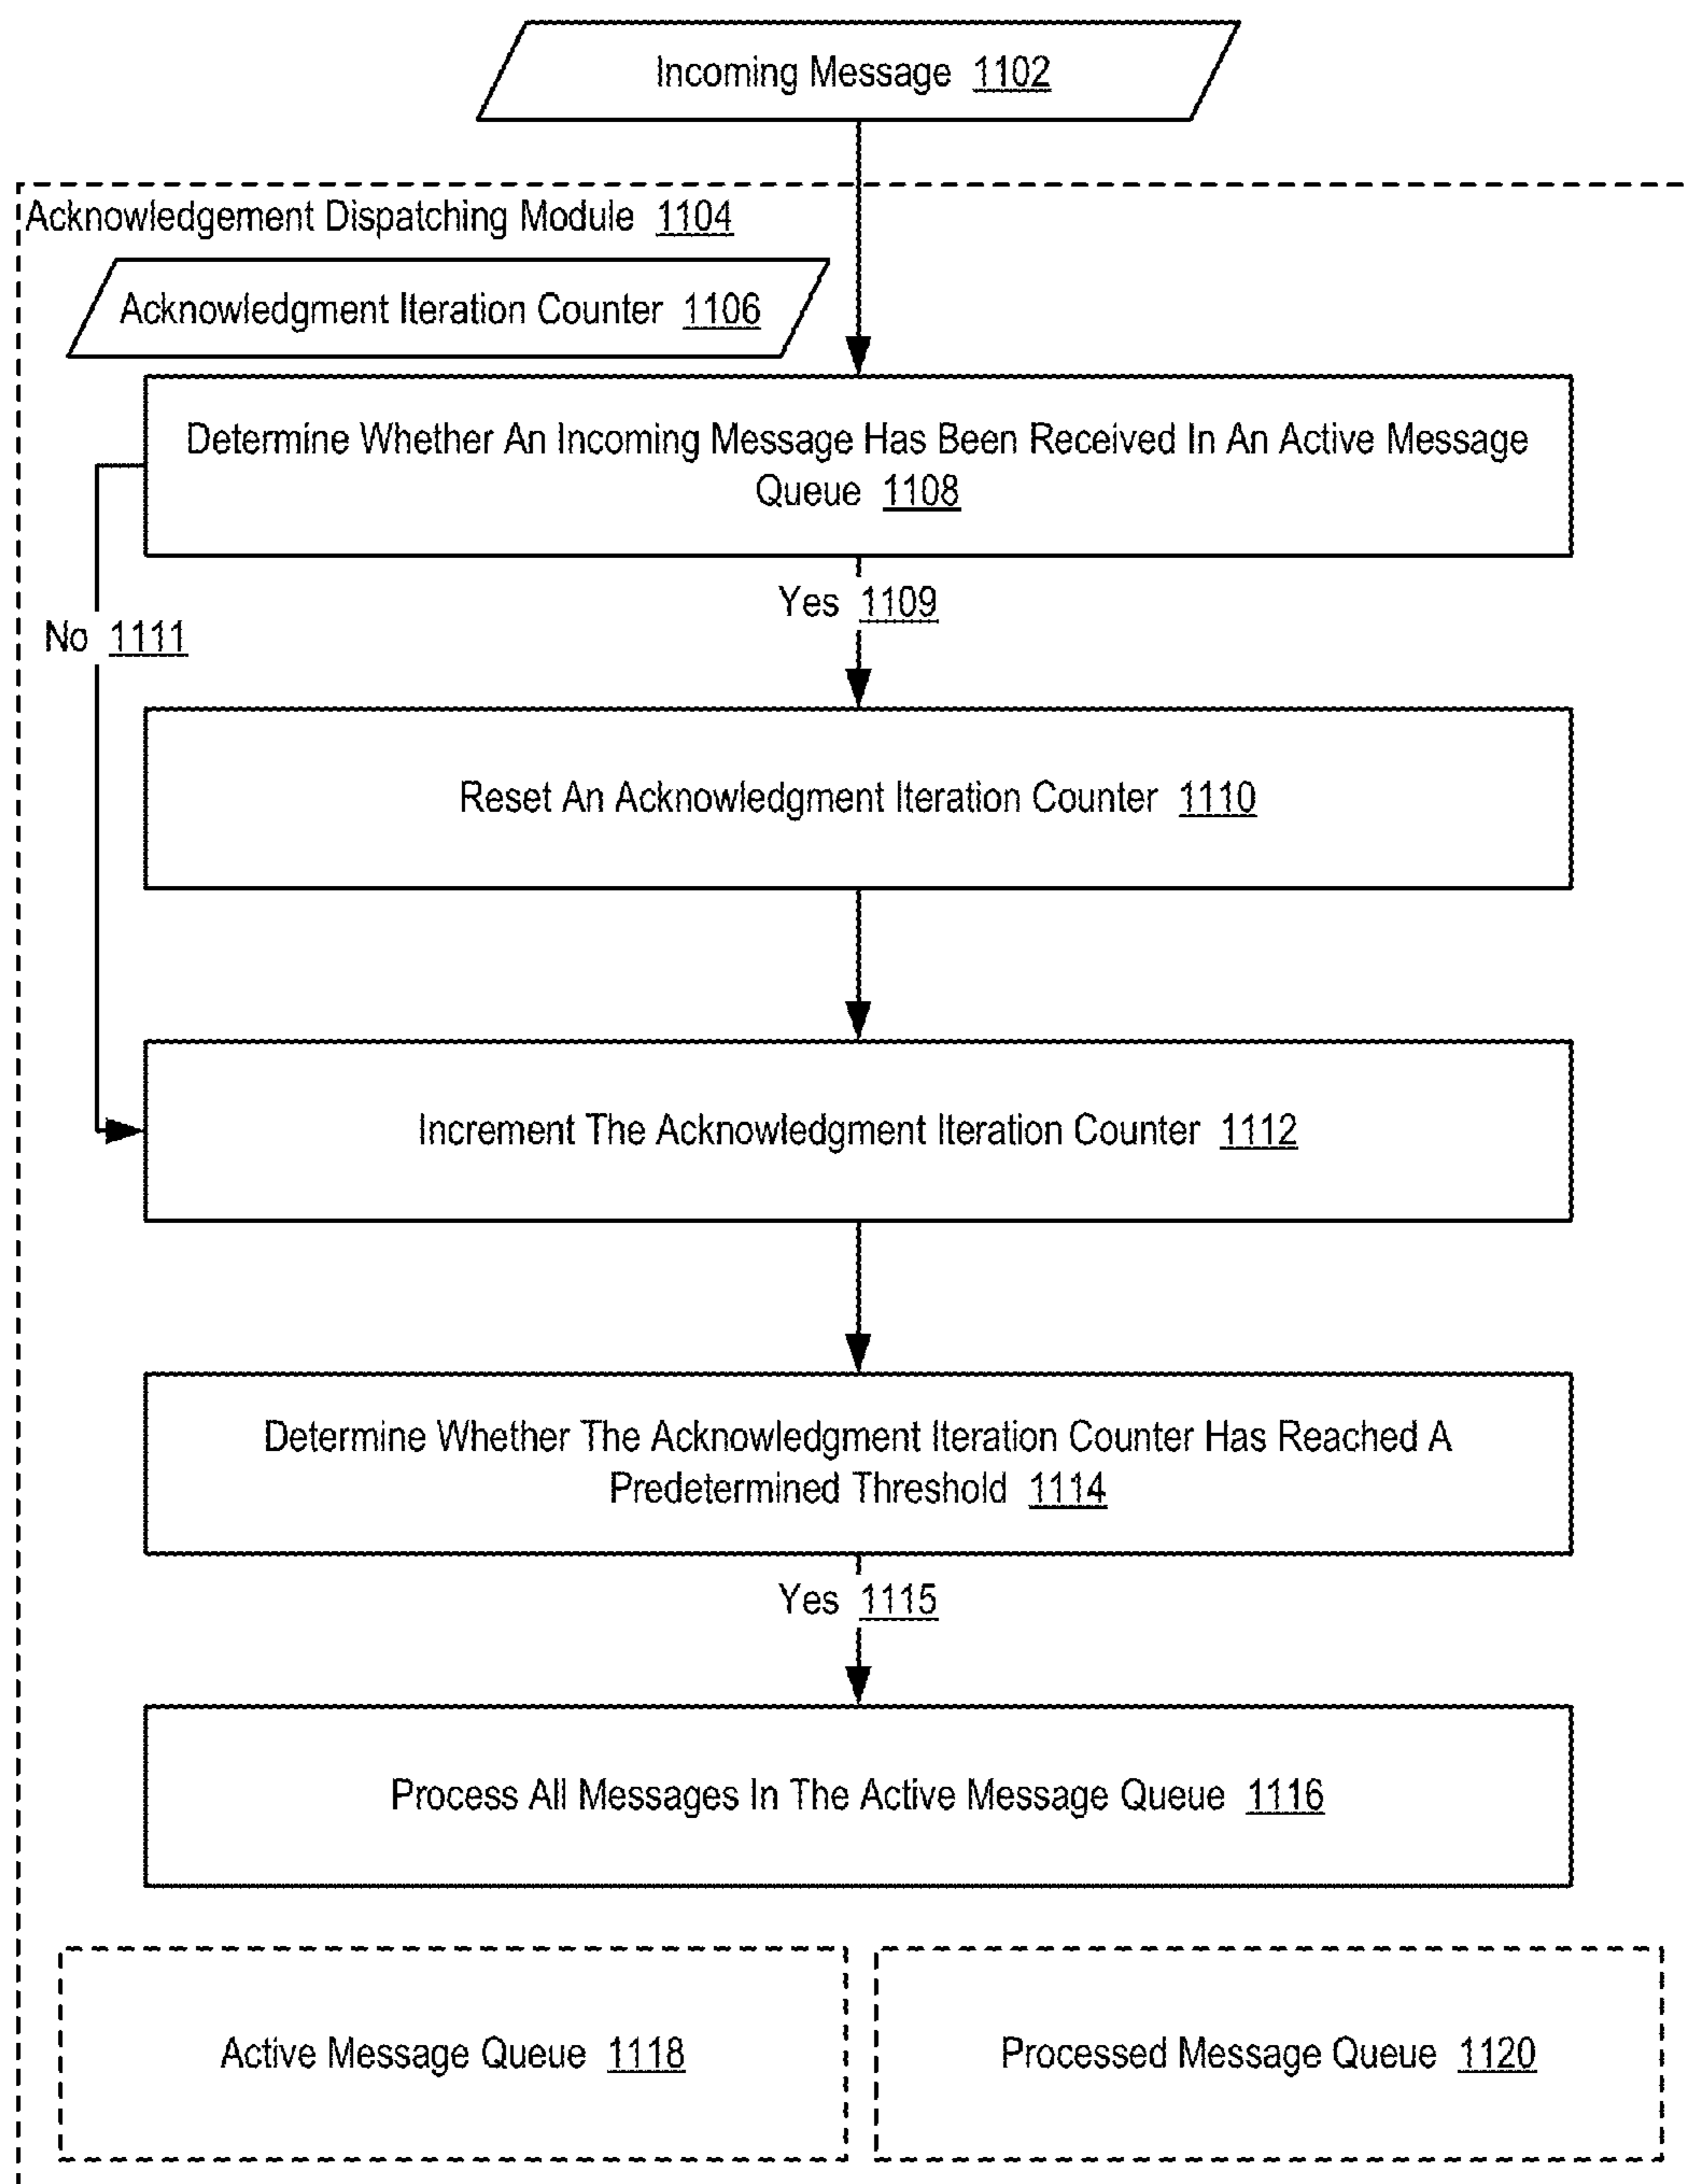 Incoming Message 1102
Acknowledgement Dispatching Module 1104
Acknowledgment Iteration Counter 1106
Determine Whether An Incoming Message Has Been Received In An Active Message
Queue 1108
Yes 1109
No 1111
Reset An Acknowledgment Iteration Counter 1110
Increment The Acknowledgment Iteration Counter 1112
Determine Whether The Acknowledgment Iteration Counter Has Reached A
Predetermined Threshold 1114
Yes 1115
Process All Messages In The Active Message Queue 1116
Active Message Queue 1118
Processed Message Queue 1120